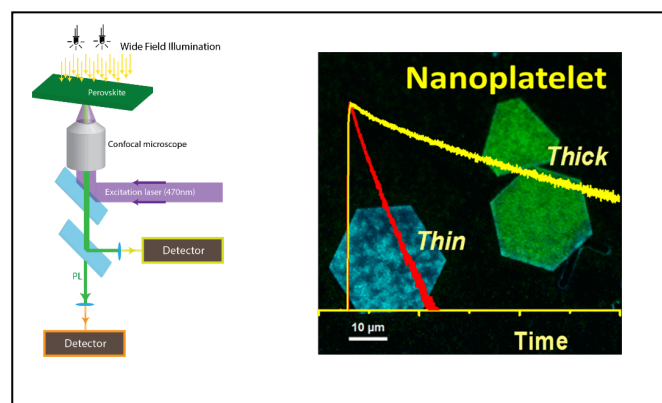 Wide Field Illumination
Perovskite
Confocal microscope
Excitation laser (470nm)
Detector
PL
Detector
Nanoplatelet
Thick
Thin
10 µm
Time